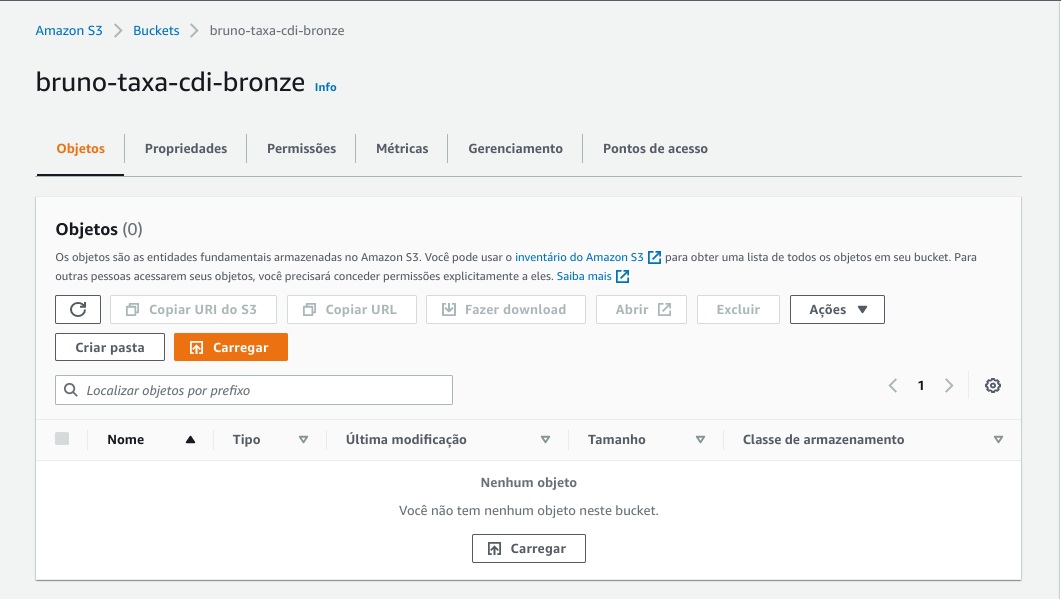 Amazon S3 Buckets bruno-taxa-cdi-bronze
bruno-taxa-cdi-bronze Info
Objetos Propriedades Permissões Métricas Gerenciamento Pontos de acesso
Objetos (0)
Os objetos são as entidades fundamentais armazenadas no Amazon S3. Você pode usar o inventário do Amazon S3 para obter uma lista de todos os objetos em seu bucket. Para
outras pessoas acessarem seus objetos, você precisará conceder permissões explicitamente a eles. Saiba mais
Copiar URI do S3 Copiar URL Fazer download Abrir Excluir Ações
Criar pasta Carregar
Localizar objetos por prefixo 1
Nome Tipo Última modificação Tamanho Classe de armazenamento
Nenhum objeto
Você não tem nenhum objeto neste bucket.
Carregar